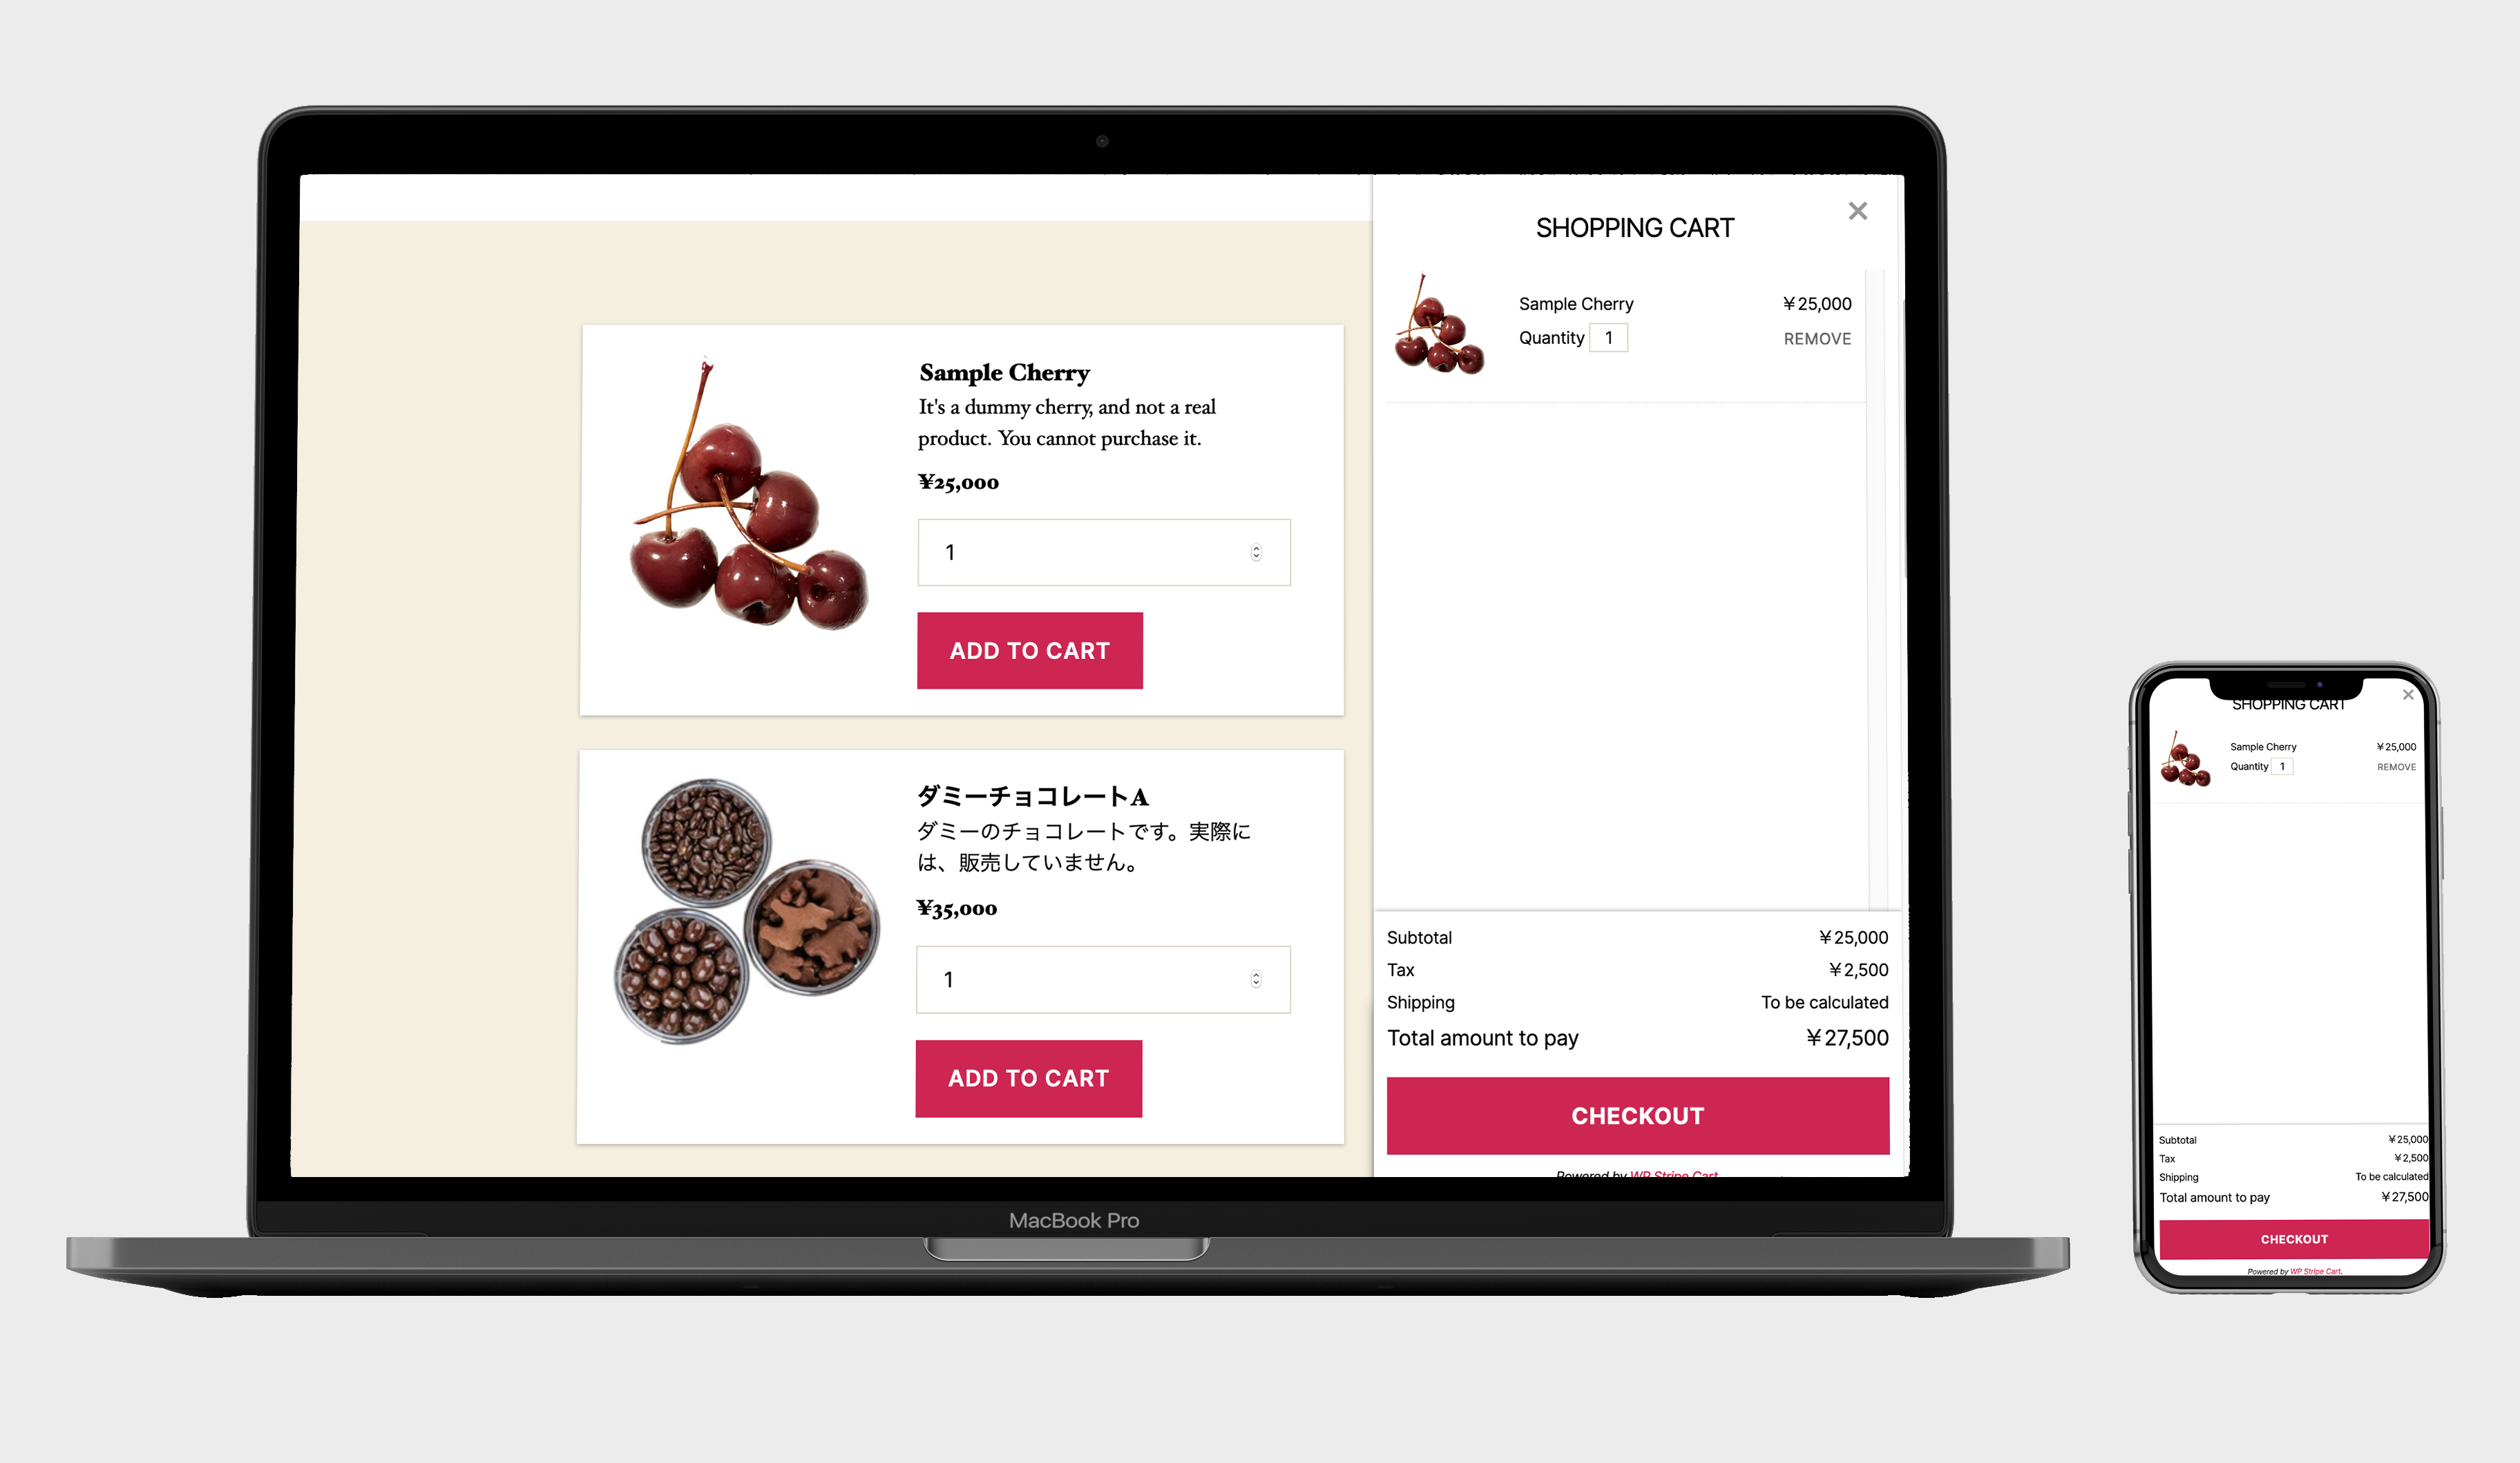 SHOPPING CART
Sample Cherry
¥25,000
Quantity 1
REMOVE
Sample Cherry
It's a dummy cherry, and not a real
product. You cannot purchase it.
¥25,000
1
ADD TO CART
ダミーチョコレートA
ダミーのチョコレートです。実際に
は、販売していません。
¥35,000
1
ADD TO CART
Subtotal ¥25,000
Tax ¥2,500
Shipping To be calculated
Total amount to pay ¥27,500
CHECKOUT
Powered by WP Stripe Cart
MacBook Pro
SHOPPING CART
Sample Cherry ¥25,000
Quantity 1 REMOVE
Subtotal ¥25,000
Tax ¥2,500
Shipping To be calculated
Total amount to pay ¥27,500
CHECKOUT
Powered by WP Stripe Cart.